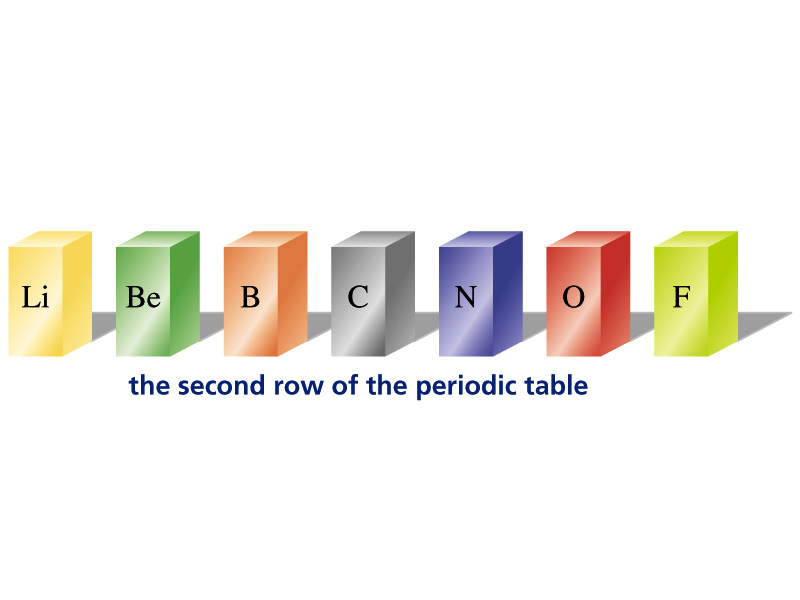 Li Be B C N O F
the second row of the periodic table